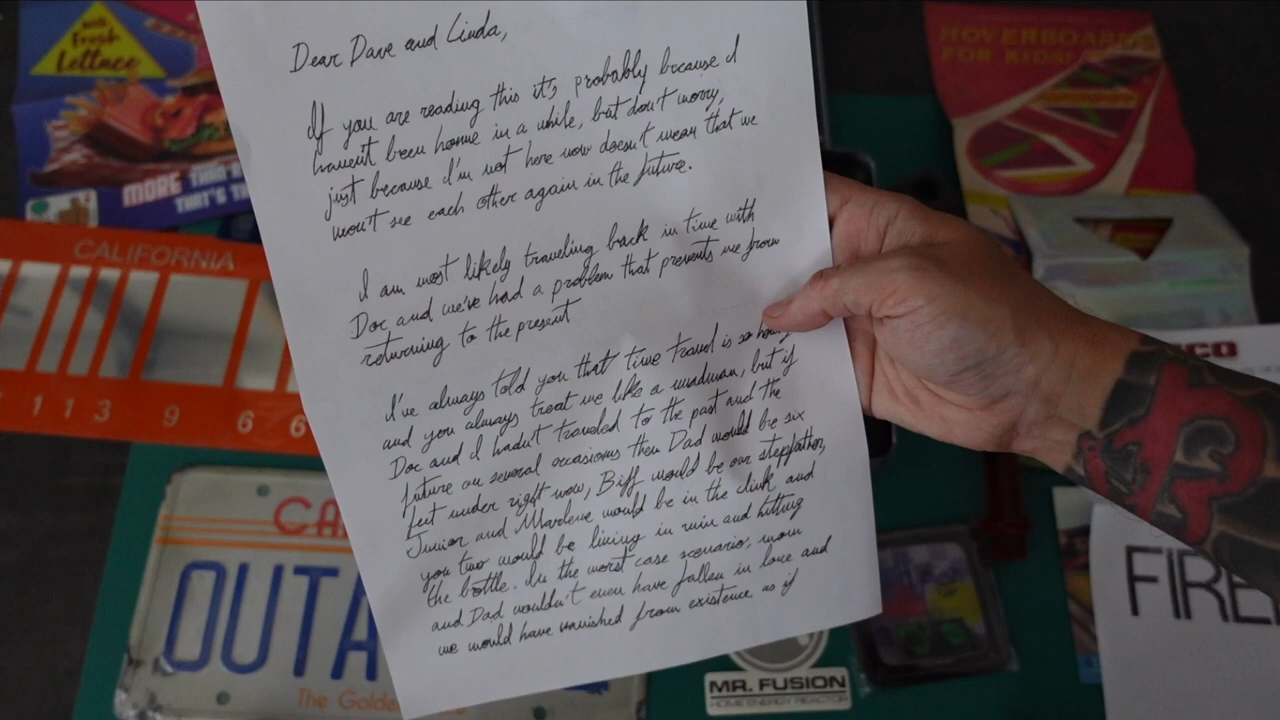 with
Fresh
Lettuce
MORE THAN
THAT'S
Dear Dave and Linda,
If you are reading this it's probably because I
haven't been home in a while, but don't worry,
just because I'm not here now doesn't mean that we
won't see each other again in the future.
I am most likely traveling back in time with
Doc and we've had a problem that prevents me from
returning to the present
I've always told you that time travel is so
and you always treat me like a madman, but if
Doc and I hadn't traveled to the past and the
future on several occasions then Dad would be six
feet under right now, Biff would be our stepfather,
Junior and Marlene would be in the clink and
you two would be living in ruin and hitting
the bottle. In the worst case scenario, mom
and Dad wouldn't even have fallen in love and
we would have vanished from existence as if
HOVERBOARDS
FOR KIDS!
CALIFORNIA
1 1 3 9 6 6
CA
OUTA
The Golde
MR. FUSION
HOME ENERGY REACTOR
CO
FIRE